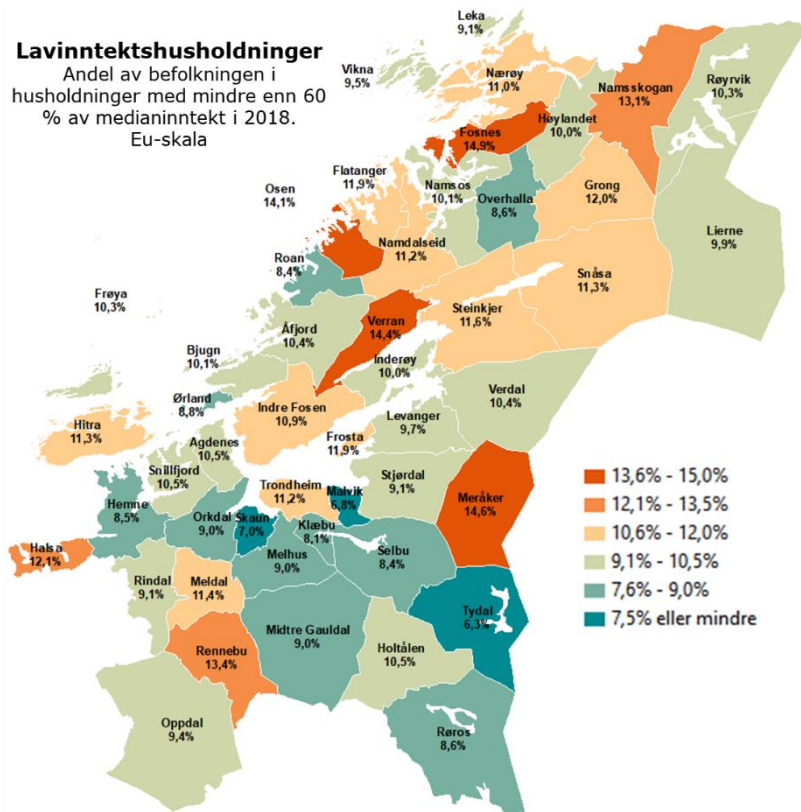 Lavinntektshusholdninger
Andel av befolkningen i
husholdninger med mindre enn 60
% av medianinntekt i 2018.
Eu-skala
Leka
9,1%
Vikna
9,5%
Nærøy
11,0%
Namsskogan
13,1%
Røyrvik
10,3%
Høylandet
10,0%
Fosnes
14,9%
Flatanger
11,9%
Namsos
10,1%
Overhalla
8,6%
Grong
12,0%
Osen
14,1%
Lierne
9,9%
Namdalseid
11,2%
Roan
8,4%
Snåsa
11,3%
Frøya
10,3%
Steinkjer
11,6%
Verran
14,4%
Åfjord
10,4%
Bjugn
10,1%
Inderøy
10,0%
Verdal
10,4%
Ørland
8,8%
Indre Fosen
10,9%
Levanger
9,7%
Hitra
11,3%
Agdenes
10,5%
Frosta
11,9%
Snillfjord
10,5%
Stjørdal
9,1%
Trondheim
11,2%
Malvik
6,8%
Meråker
14,6%
Hemne
8,5%
Orkdal
9,0%
Skaun
7,0%
Klæbu
8,1%
Halsa
12,1%
Melhus
9,0%
Selbu
8,4%
Rindal
9,1%
Meldal
11,4%
Tydal
6,3%
Midtre Gauldal
9,0%
Rennebu
13,4%
Holtålen
10,5%
Oppdal
9,4%
Røros
8,6%
13,6% - 15,0%
12,1% - 13,5%
10,6% - 12,0%
9,1% - 10,5%
7,6% - 9,0%
7,5% eller mindre